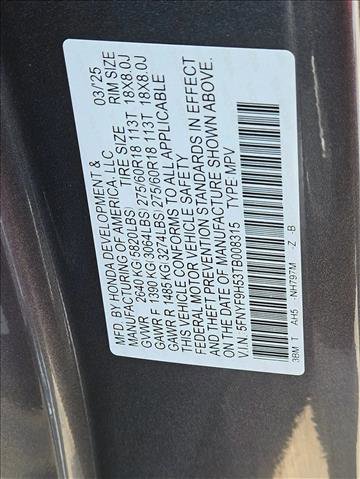 MFD. BY HONDA DEVELOPMENT & 03/25
MANUFACTURING OF AMERICA, LLC.
GVWR 2640 KG/5820LBS TIRE SIZE RIM SIZE
GAWR F 1390 KG/3064LBS/275/60R18 113T 18X8.0J
GAWR R 1485 KG/3274LBS/275/60R18 113T 18X8.0J
THIS VEHICLE CONFORMS TO ALL APPLICABLE
FEDERAL MOTOR VEHICLE SAFETY
AND THEFT PREVENTION STANDARDS IN EFFECT
ON THE DATE OF MANUFACTURE SHOWN ABOVE.
V.I.N. 5FNYF9H53TB008315 TYPE MPV
3BM T AH5 -NH797M -Z -B